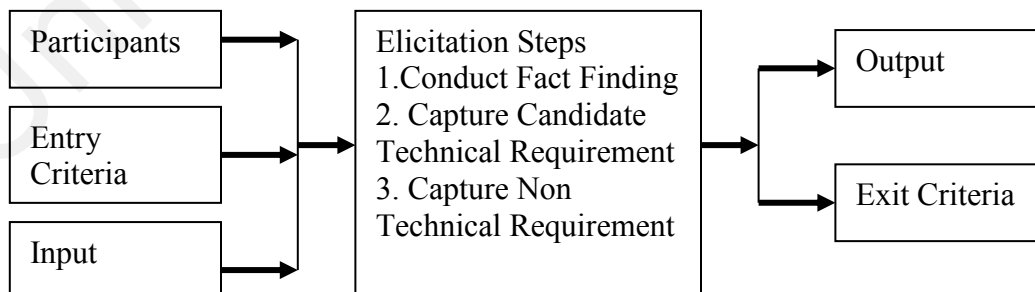 Participants
Entry
Criteria
Input
Elicitation Steps
1.Conduct Fact Finding
2. Capture Candidate
Technical Requirement
3. Capture Non
Technical Requirement
Output
Exit Criteria